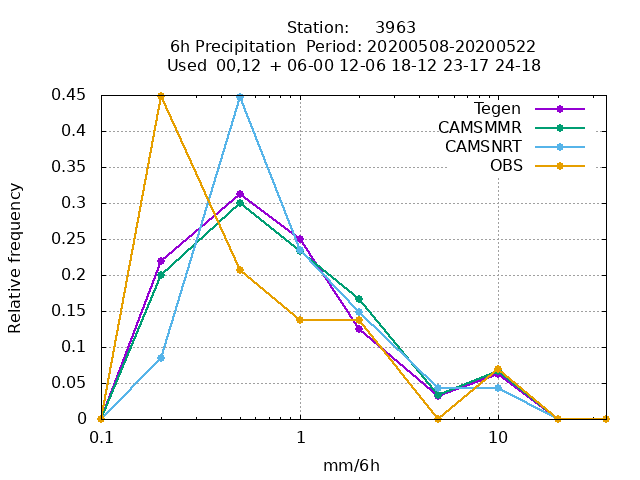 Station: 3963
6h Precipitation Period: 20200508-20200522
Used 00,12 + 06-00 12-06 18-12 23-17 24-18
Tegen
CAMSMMR
CAMSNRT
OBS
0.45
0.4
0.35
0.3
0.25
0.2
0.15
0.1
0.05
0
Relative frequency
0.1 1 10
mm/6h